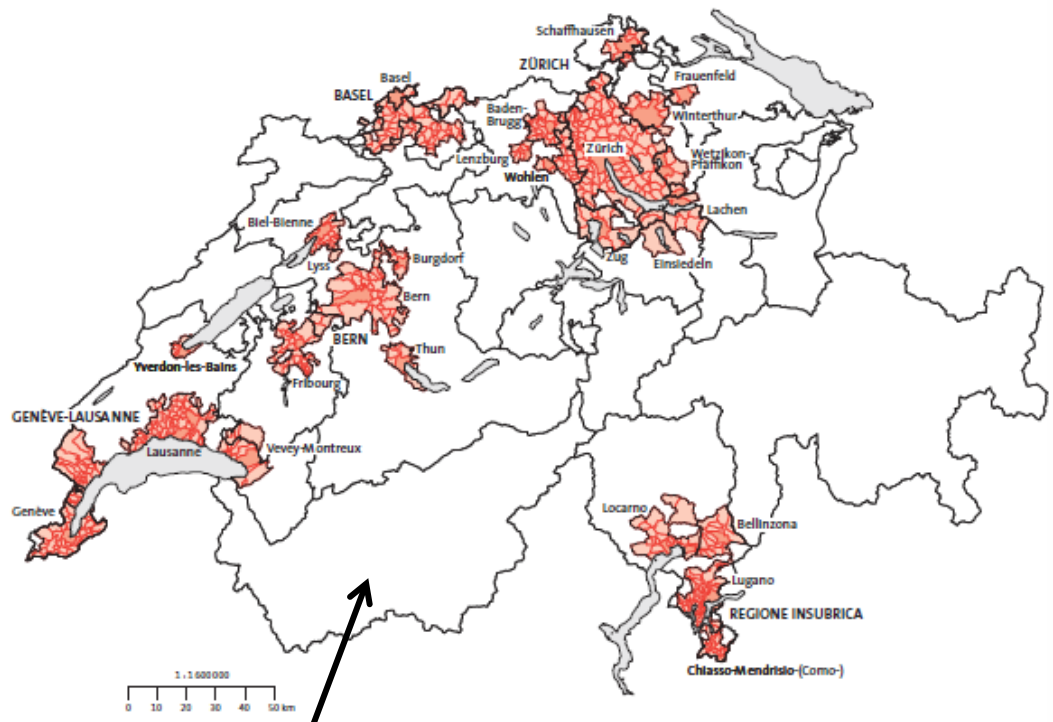 Schaffhausen
ZÜRICH
Frauenfeld
Basel
BASEL
Baden-
Brugg
Winterthur
Zürich
Wetzikon-
Pfäffikon
Lenzburg
Wohlen
Lachen
Biel-Bienne
Lyss
Burgdorf
Zug
Einsiedeln
Bern
BERN
Thun
Yverdon-les-Bains
Fribourg
GENÈVE-LAUSANNE
Lausanne
Vevey-Montreux
Genève
Locarno
Bellinzona
Lugano
REGIONE INSUBRICA
Chiasso-Mendrisio-(Como-)
1:1600000
0 10 20 30 40 50 km